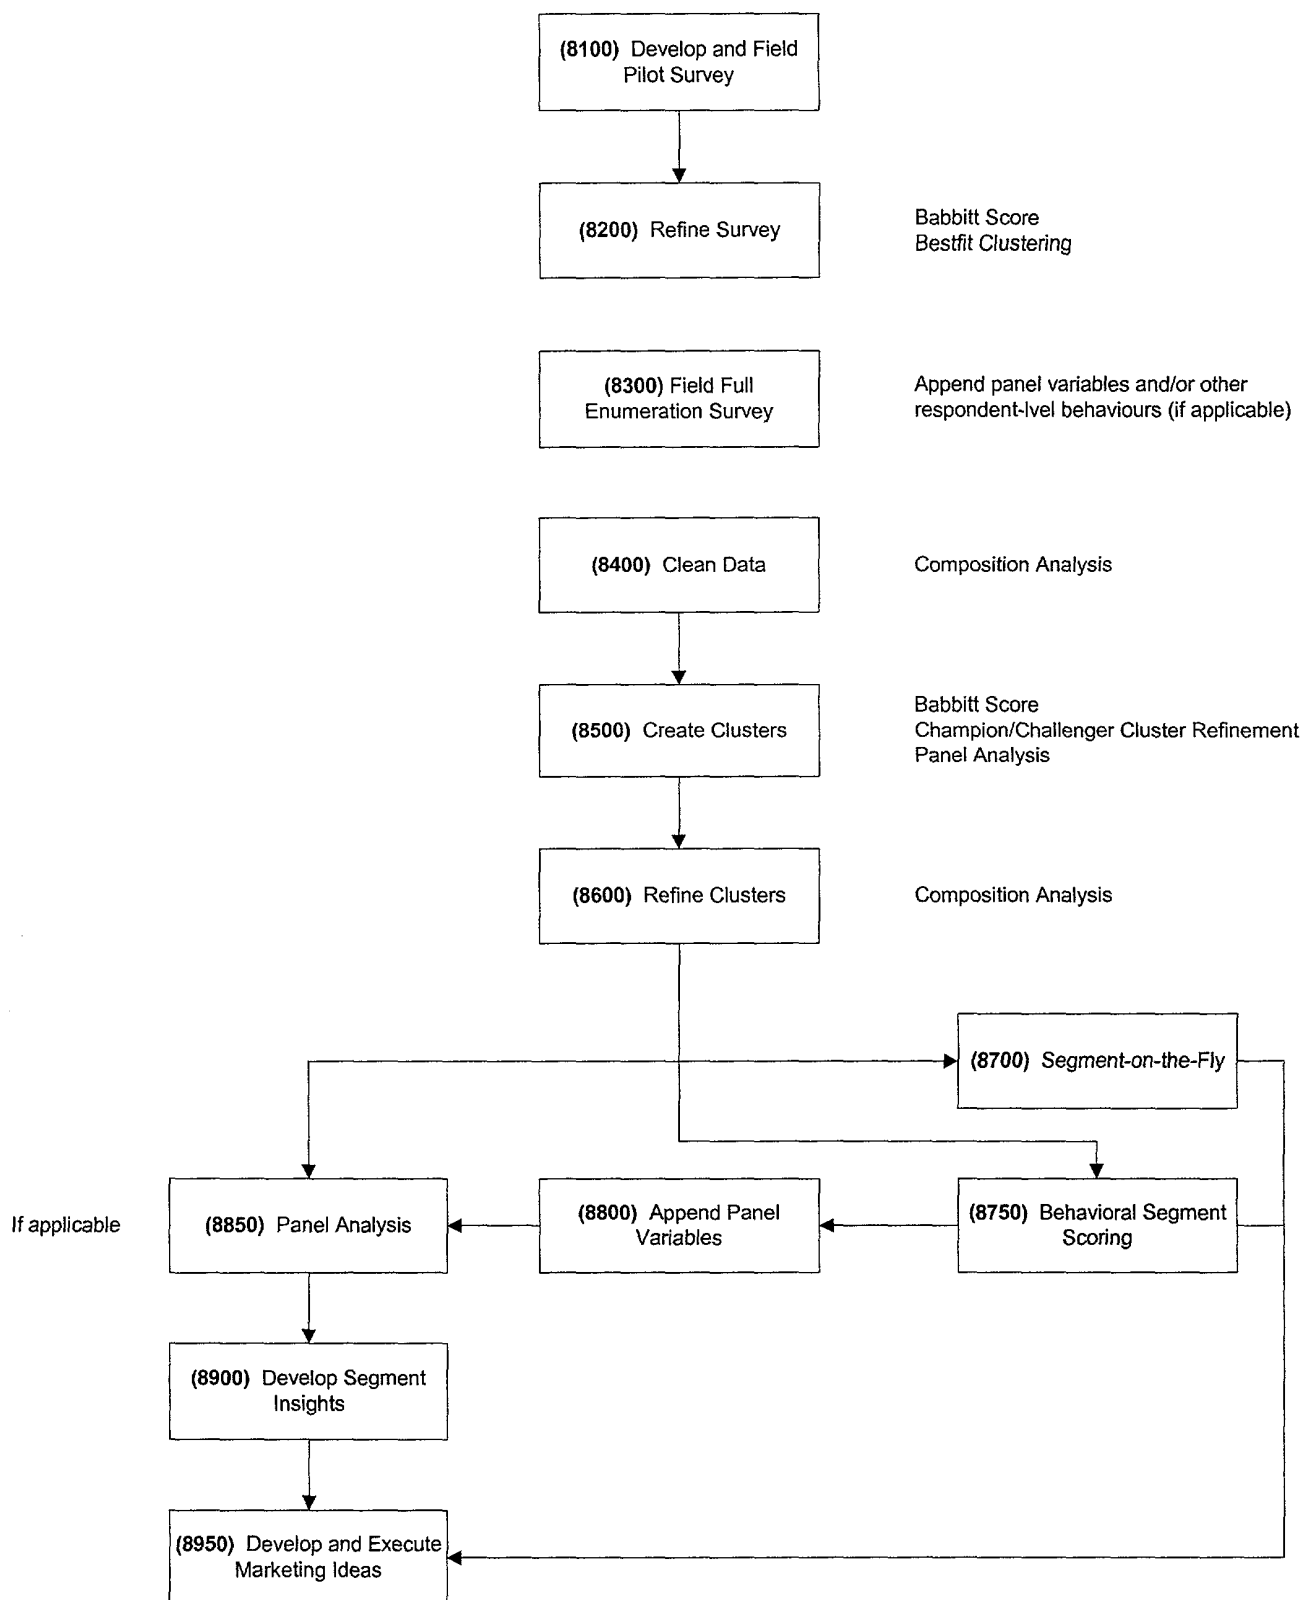 (8100) Develop and Field
Pilot Survey
(8200) Refine Survey
Babbitt Score
Bestfit Clustering
(8300) Field Full
Enumeration Survey
Append panel variables and/or other
respondent-lvel behaviours (if applicable)
(8400) Clean Data
Composition Analysis
(8500) Create Clusters
Babbitt Score
Champion/Challenger Cluster Refinement
Panel Analysis
(8600) Refine Clusters
Composition Analysis
(8700) Segment-on-the-Fly
If applicable
(8850) Panel Analysis
(8800) Append Panel
Variables
(8750) Behavioral Segment
Scoring
(8900) Develop Segment
Insights
(8950) Develop and Execute
Marketing Ideas